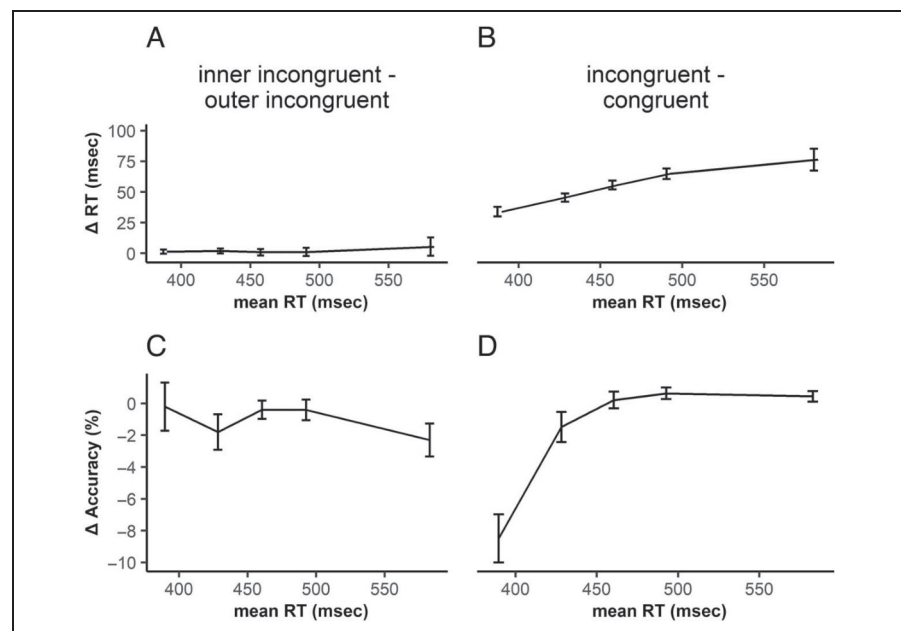 A
inner incongruent -
outer incongruent
B
incongruent -
congruent
Δ RT (msec)
100
75
50
25
0
400 450 500 550
mean RT (msec)
400 450 500 550
mean RT (msec)
C
D
Δ Accuracy (%)
0
−2
−4
−6
−8
−10
400 450 500 550
mean RT (msec)
400 450 500 550
mean RT (msec)